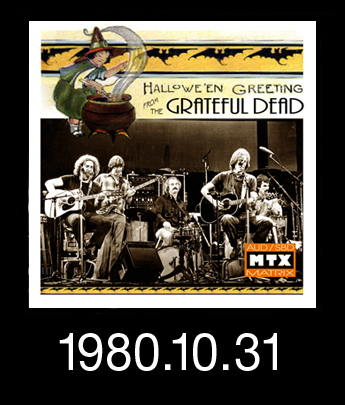 HALLOWE'EN GREETING
FROM THE GRATEFUL DEAD
AUD/SBD
MTX
MATRIX
1980.10.31